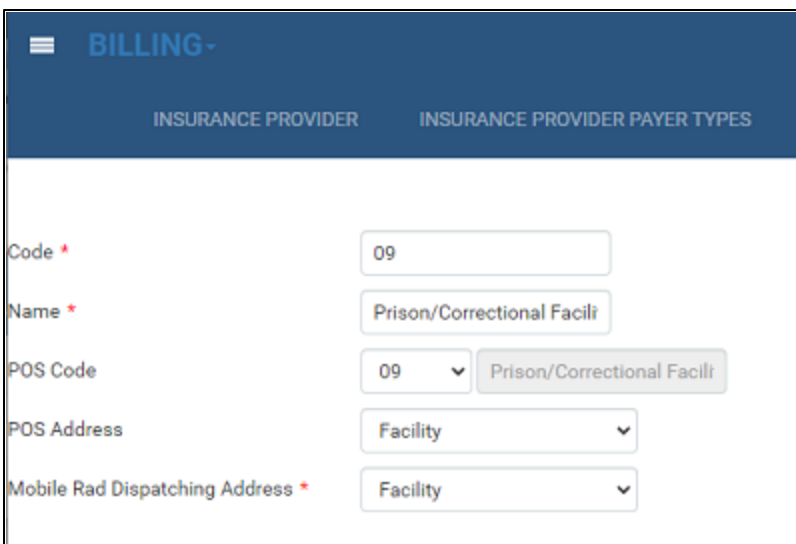 BILLING
INSURANCE PROVIDER INSURANCE PROVIDER PAYER TYPES
Code * 09
Name * Prison/Correctional Facili
POS Code 09 Prison/Correctional Facili
POS Address Facility
Mobile Rad Dispatching Address * Facility